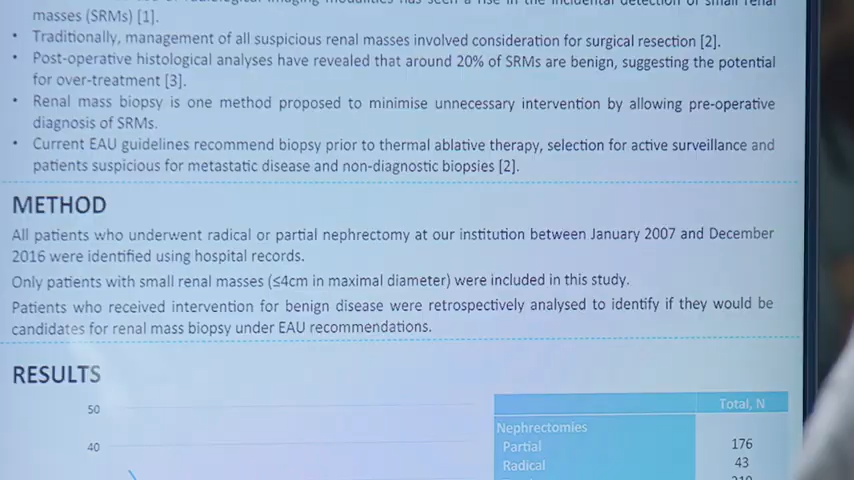 masses (SRMs) [1].
• Traditionally, management of all suspicious renal masses involved consideration for surgical resection [2].
• Post-operative histological analyses have revealed that around 20% of SRMs are benign, suggesting the potential
for over-treatment [3].
• Renal mass biopsy is one method proposed to minimise unnecessary intervention by allowing pre-operative
diagnosis of SRMs.
• Current EAU guidelines recommend biopsy prior to thermal ablative therapy, selection for active surveillance and
patients suspicious for metastatic disease and non-diagnostic biopsies [2].
METHOD
All patients who underwent radical or partial nephrectomy at our institution between January 2007 and December
2016 were identified using hospital records.
Only patients with small renal masses (≤4cm in maximal diameter) were included in this study.
Patients who received intervention for benign disease were retrospectively analysed to identify if they would be
candidates for renal mass biopsy under EAU recommendations.
RESULTS
50
40
Total, N
Nephrectomies
Partial 176
Radical 43